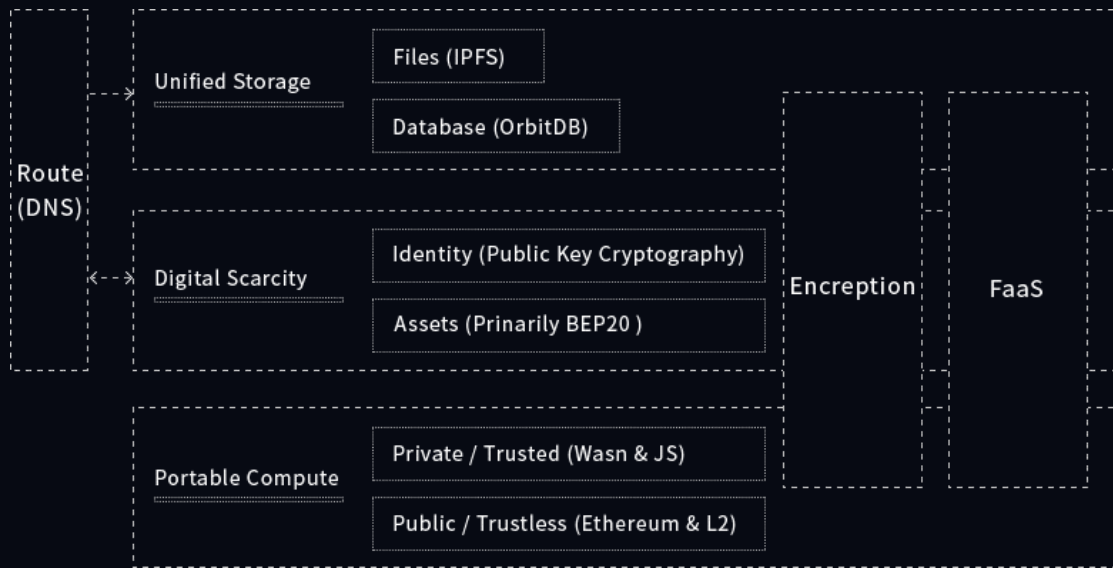 Route
(DNS)
Unified Storage
Files (IPFS)
Database (OrbitDB)
Digital Scarcity
Identity (Public Key Cryptography)
Assets (Prinarily BEP20 )
Portable Compute
Private / Trusted (Wasn & JS)
Public / Trustless (Ethereum & L2)
Encreption
FaaS